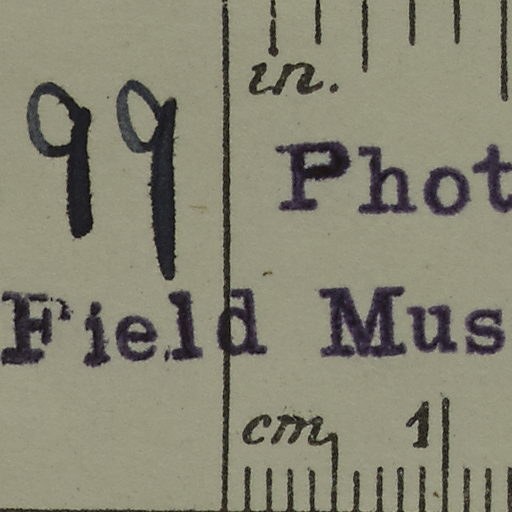 in.
99 Phot
Field Mus
cm 1